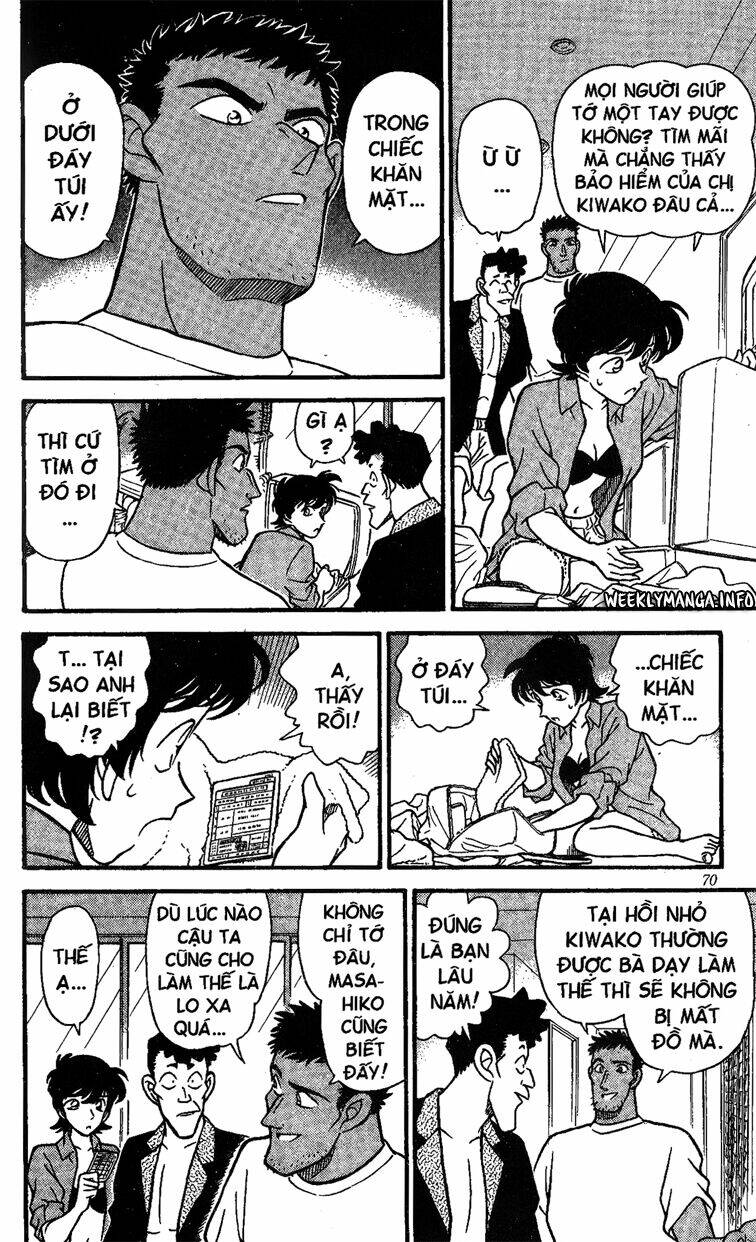 MỌI NGƯỜI GIÚP
TỚ MỘT TAY ĐƯỢC
KHÔNG? TÌM MÃI
MÀ CHẲNG THẤY
BẢO HIỂM CỦA CHỊ
KIWAKO ĐÂU CẢ...
Ừ Ừ
...
WEEKLYMANGA.INFO
TRONG
CHIẾC
KHĂN
MẶT...
Ở
DƯỚI
ĐÁY
TÚI
ẤY!
GÌ Ạ
?
THÌ CỨ
TÌM Ở
ĐÓ ĐI
...
...CHIẾC
KHĂN
MẶT...
Ở ĐÁY
TÚI...
A,
THẤY
RỒI!
T... TẠI
SAO ANH
LẠI BIẾT
!?
70
TẠI HỒI NHỎ
KIWAKO THƯỜNG
ĐƯỢC BÀ DẠY LÀM
THẾ THÌ SẼ KHÔNG
BỊ MẤT
ĐỒ MÀ.
ĐÚNG
LÀ BẠN
LÂU
NĂM!
KHÔNG
CHỈ TỚ
ĐÂU,
MASA-
HIKO
CŨNG
BIẾT
ĐẤY!
DÙ LÚC NÀO
CẬU TA
CŨNG CHO
LÀM THẾ LÀ
LO XA
QUÁ...
THẾ
Ạ...